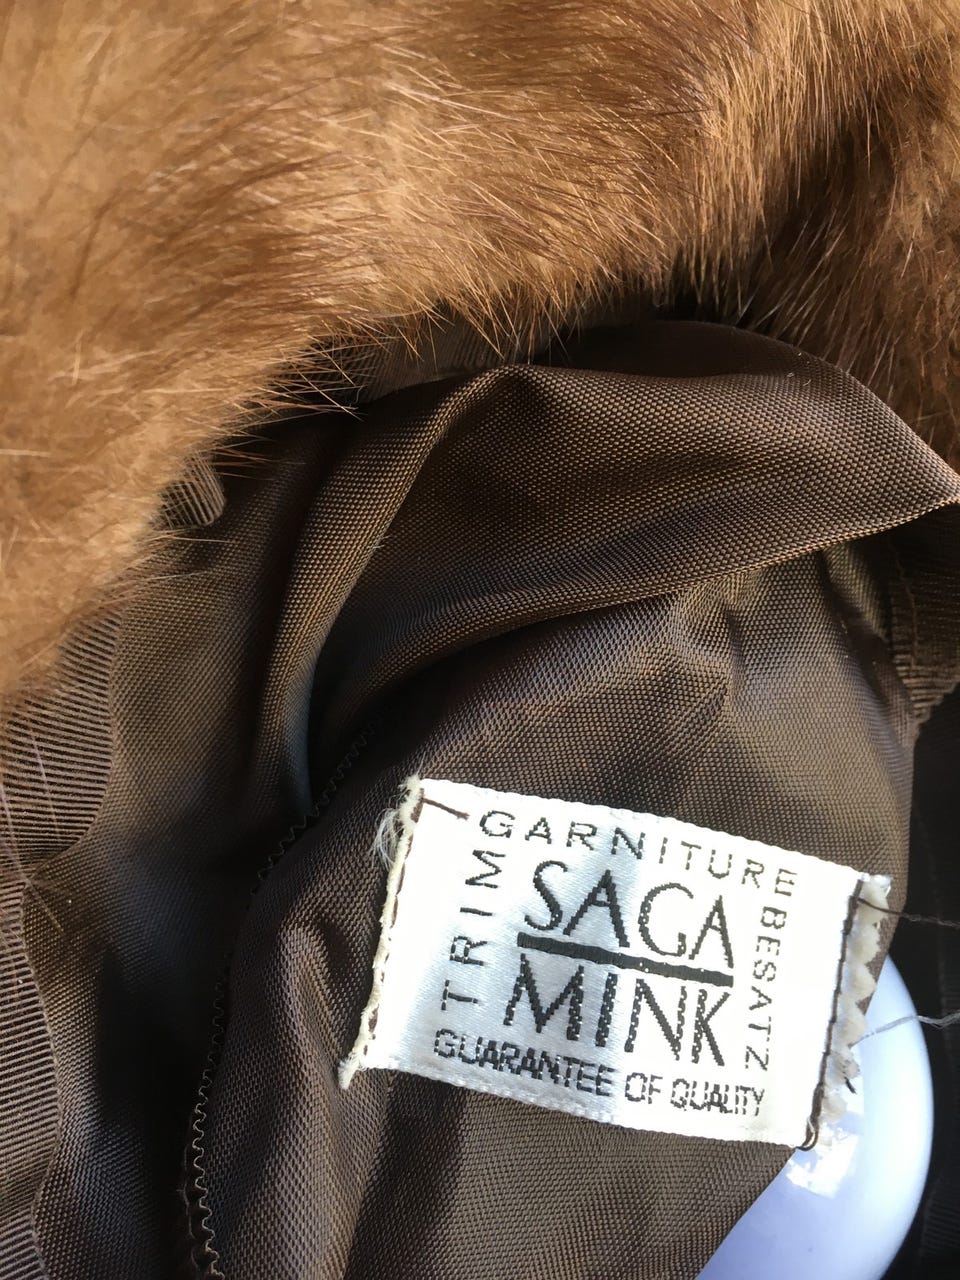 GARNITURE
TRIM
SAGA
MINK
BESATZ
GUARANTEE OF QUALITY